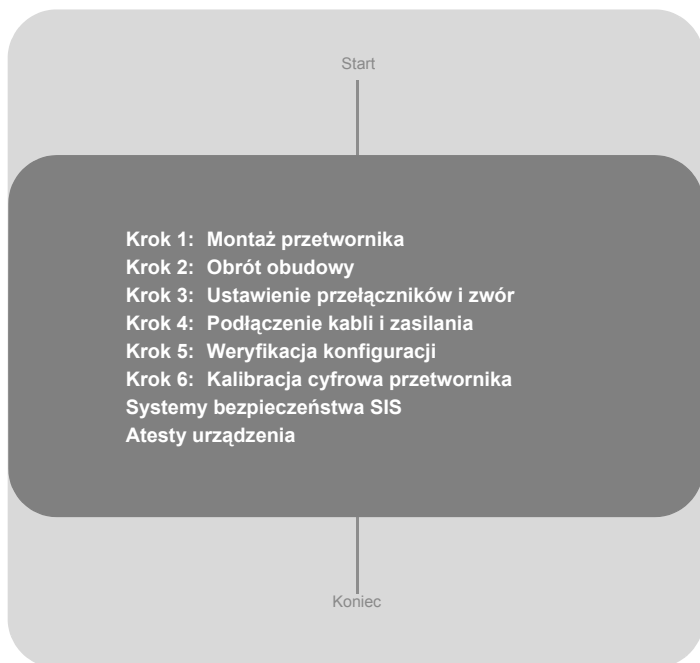 Start
Krok 1: Montaż przetwornika
Krok 2: Obrót obudowy
Krok 3: Ustawienie przełączników i zwór
Krok 4: Podłączenie kabli i zasilania
Krok 5: Weryfikacja konfiguracji
Krok 6: Kalibracja cyfrowa przetwornika
Systemy bezpieczeństwa SIS
Atesty urządzenia
Koniec